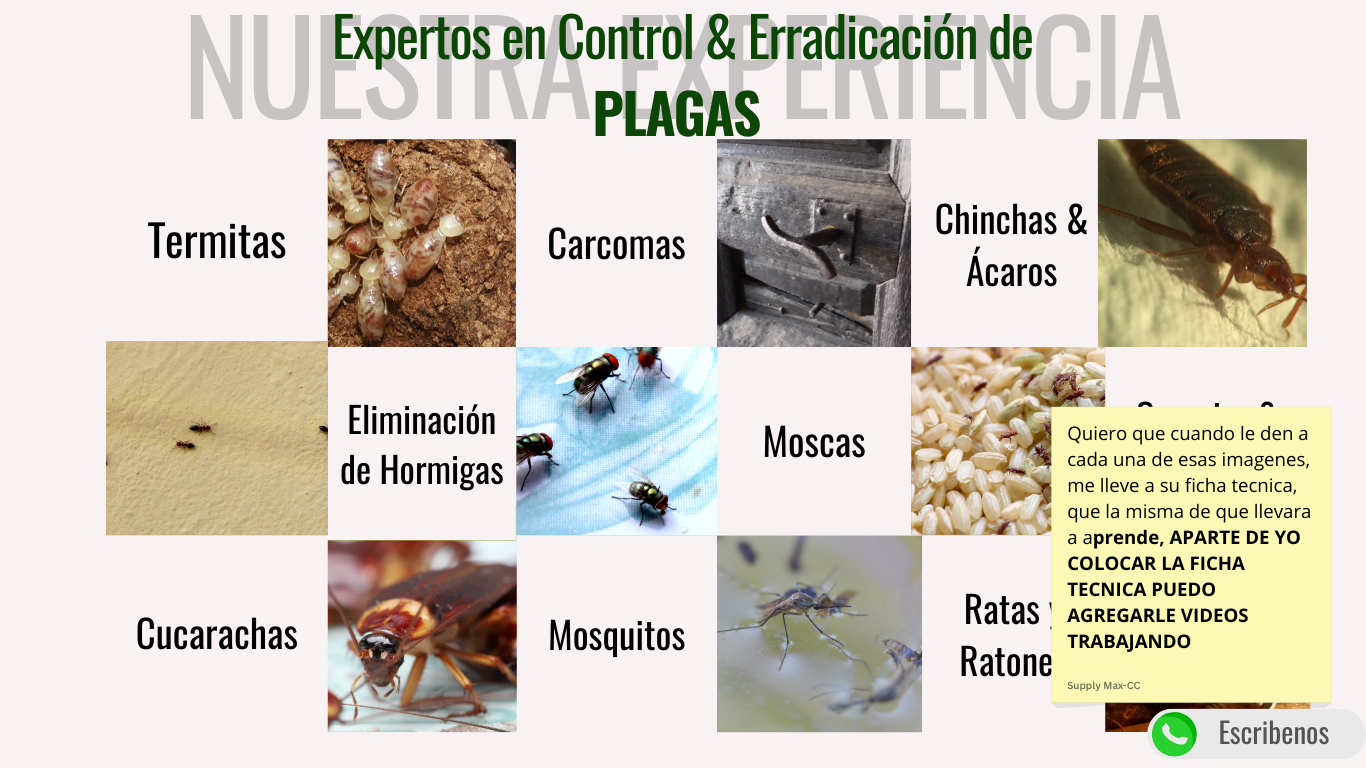 NUESTRA EXPERIENCIA
Expertos en Control & Erradicación de
PLAGAS
Termitas
Carcomas
Chinchas &
Ácaros
Eliminación
de Hormigas
Moscas
Cucarachas
Mosquitos
Ratas
Quiero que cuando le den a
cada una de esas imagenes,
me lleve a su ficha tecnica,
que la misma de que llevara
a aprende, APARTE DE YO
COLOCAR LA FICHA
TECNICA PUEDO
AGREGARLE VIDEOS
TRABAJANDO
Supply Max-CC
Escribenos